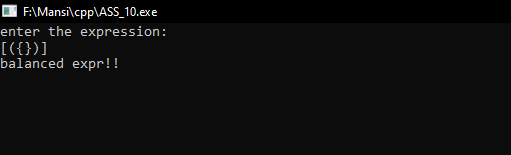 F:\Mansi\cpp\ASS_10.exe
enter the expression:
[({})]
balanced expr!!